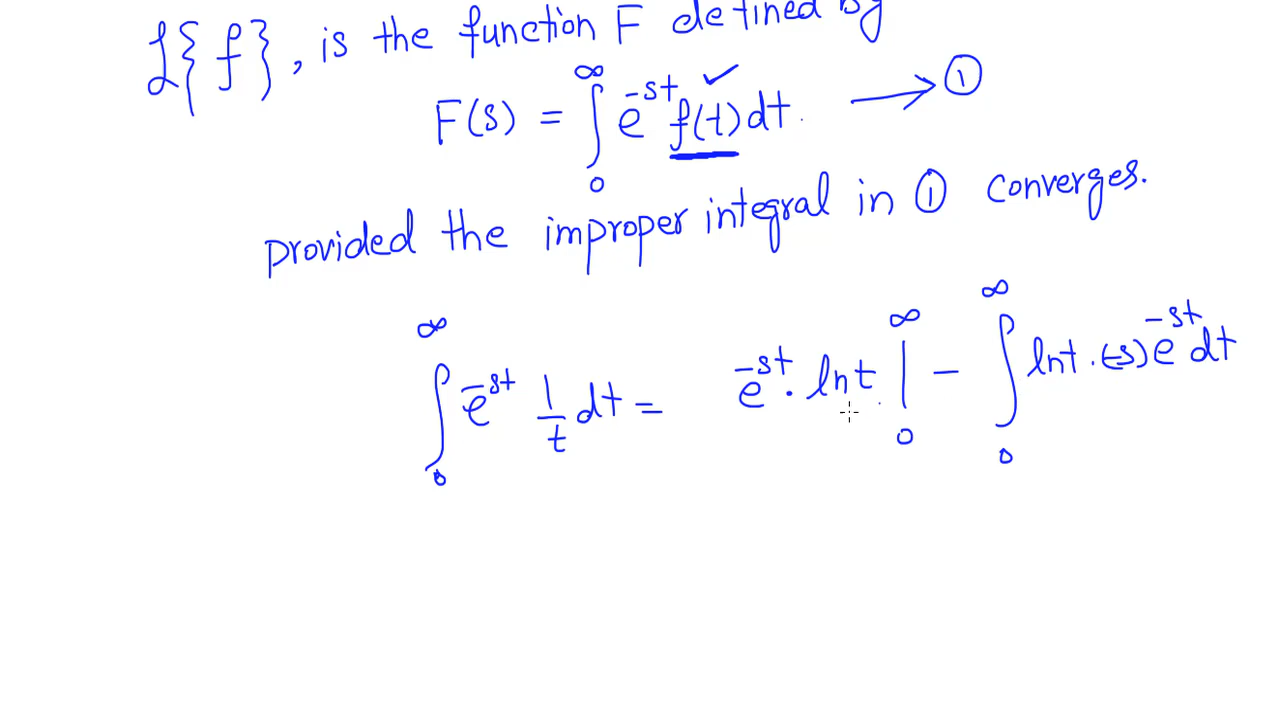 ℒ{f}, is the function F defined by
F(s) = ∫₀^∞ e^{-st} f(t) dt. ✓ → ①
provided the improper integral in ① converges.
∫₀^∞ e^{-st} 1/t dt = e^{-st} · ln t |₀^∞ - ∫₀^∞ ln t · (-s) e^{-st} dt